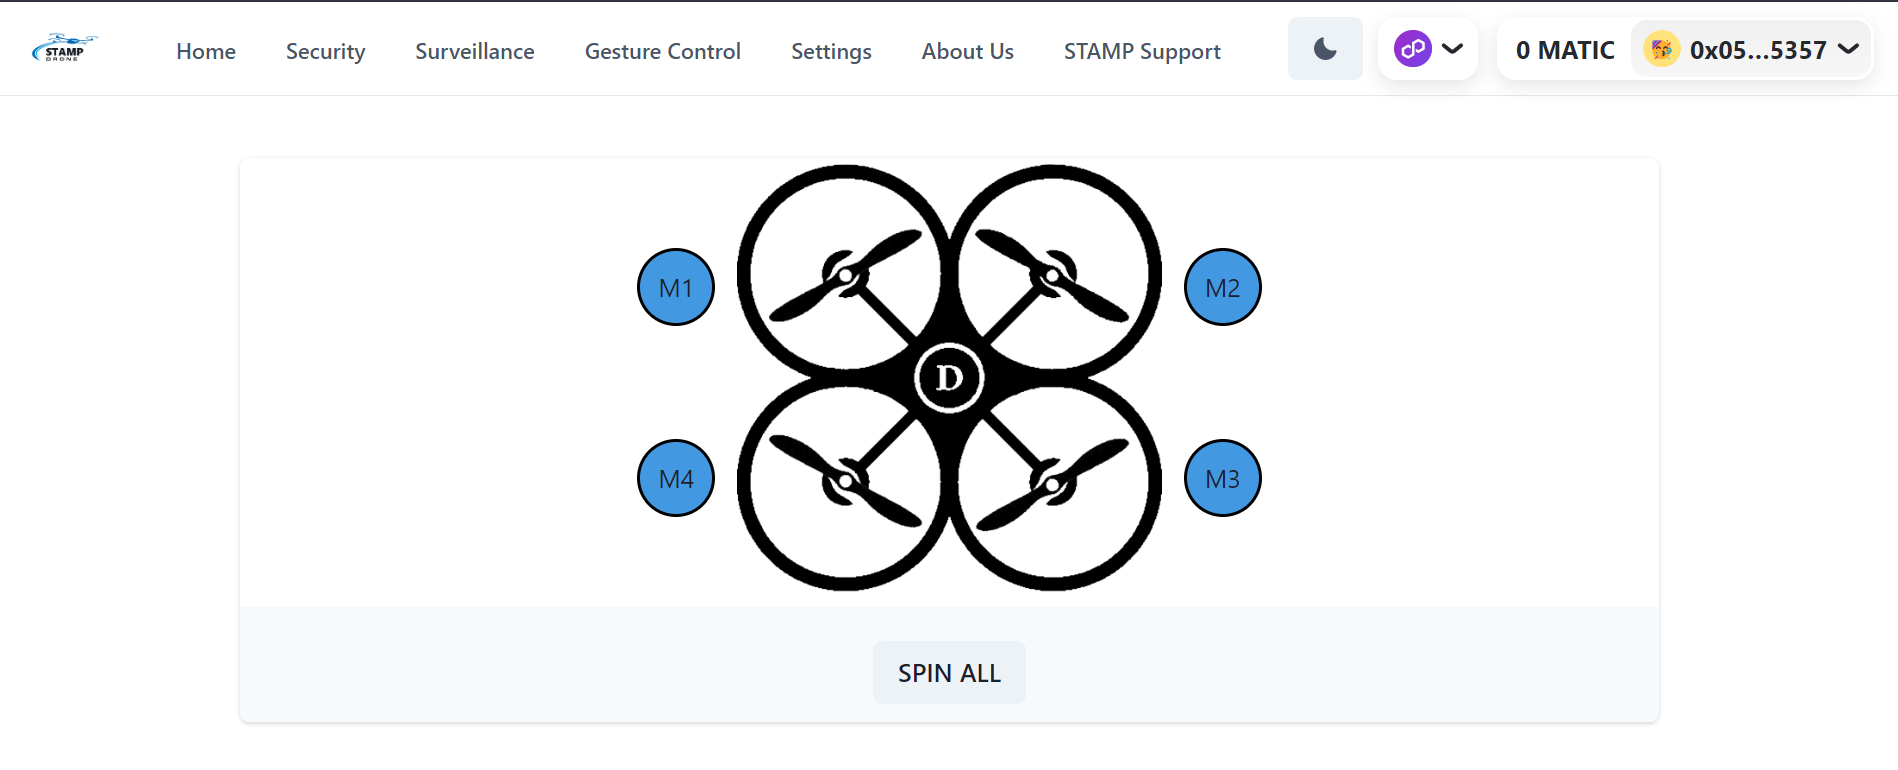 STAMP
DRONE
Home Security Surveillance Gesture Control Settings About Us STAMP Support 0 MATIC 0x05...5357
M1 M2
D
M4 M3
SPIN ALL